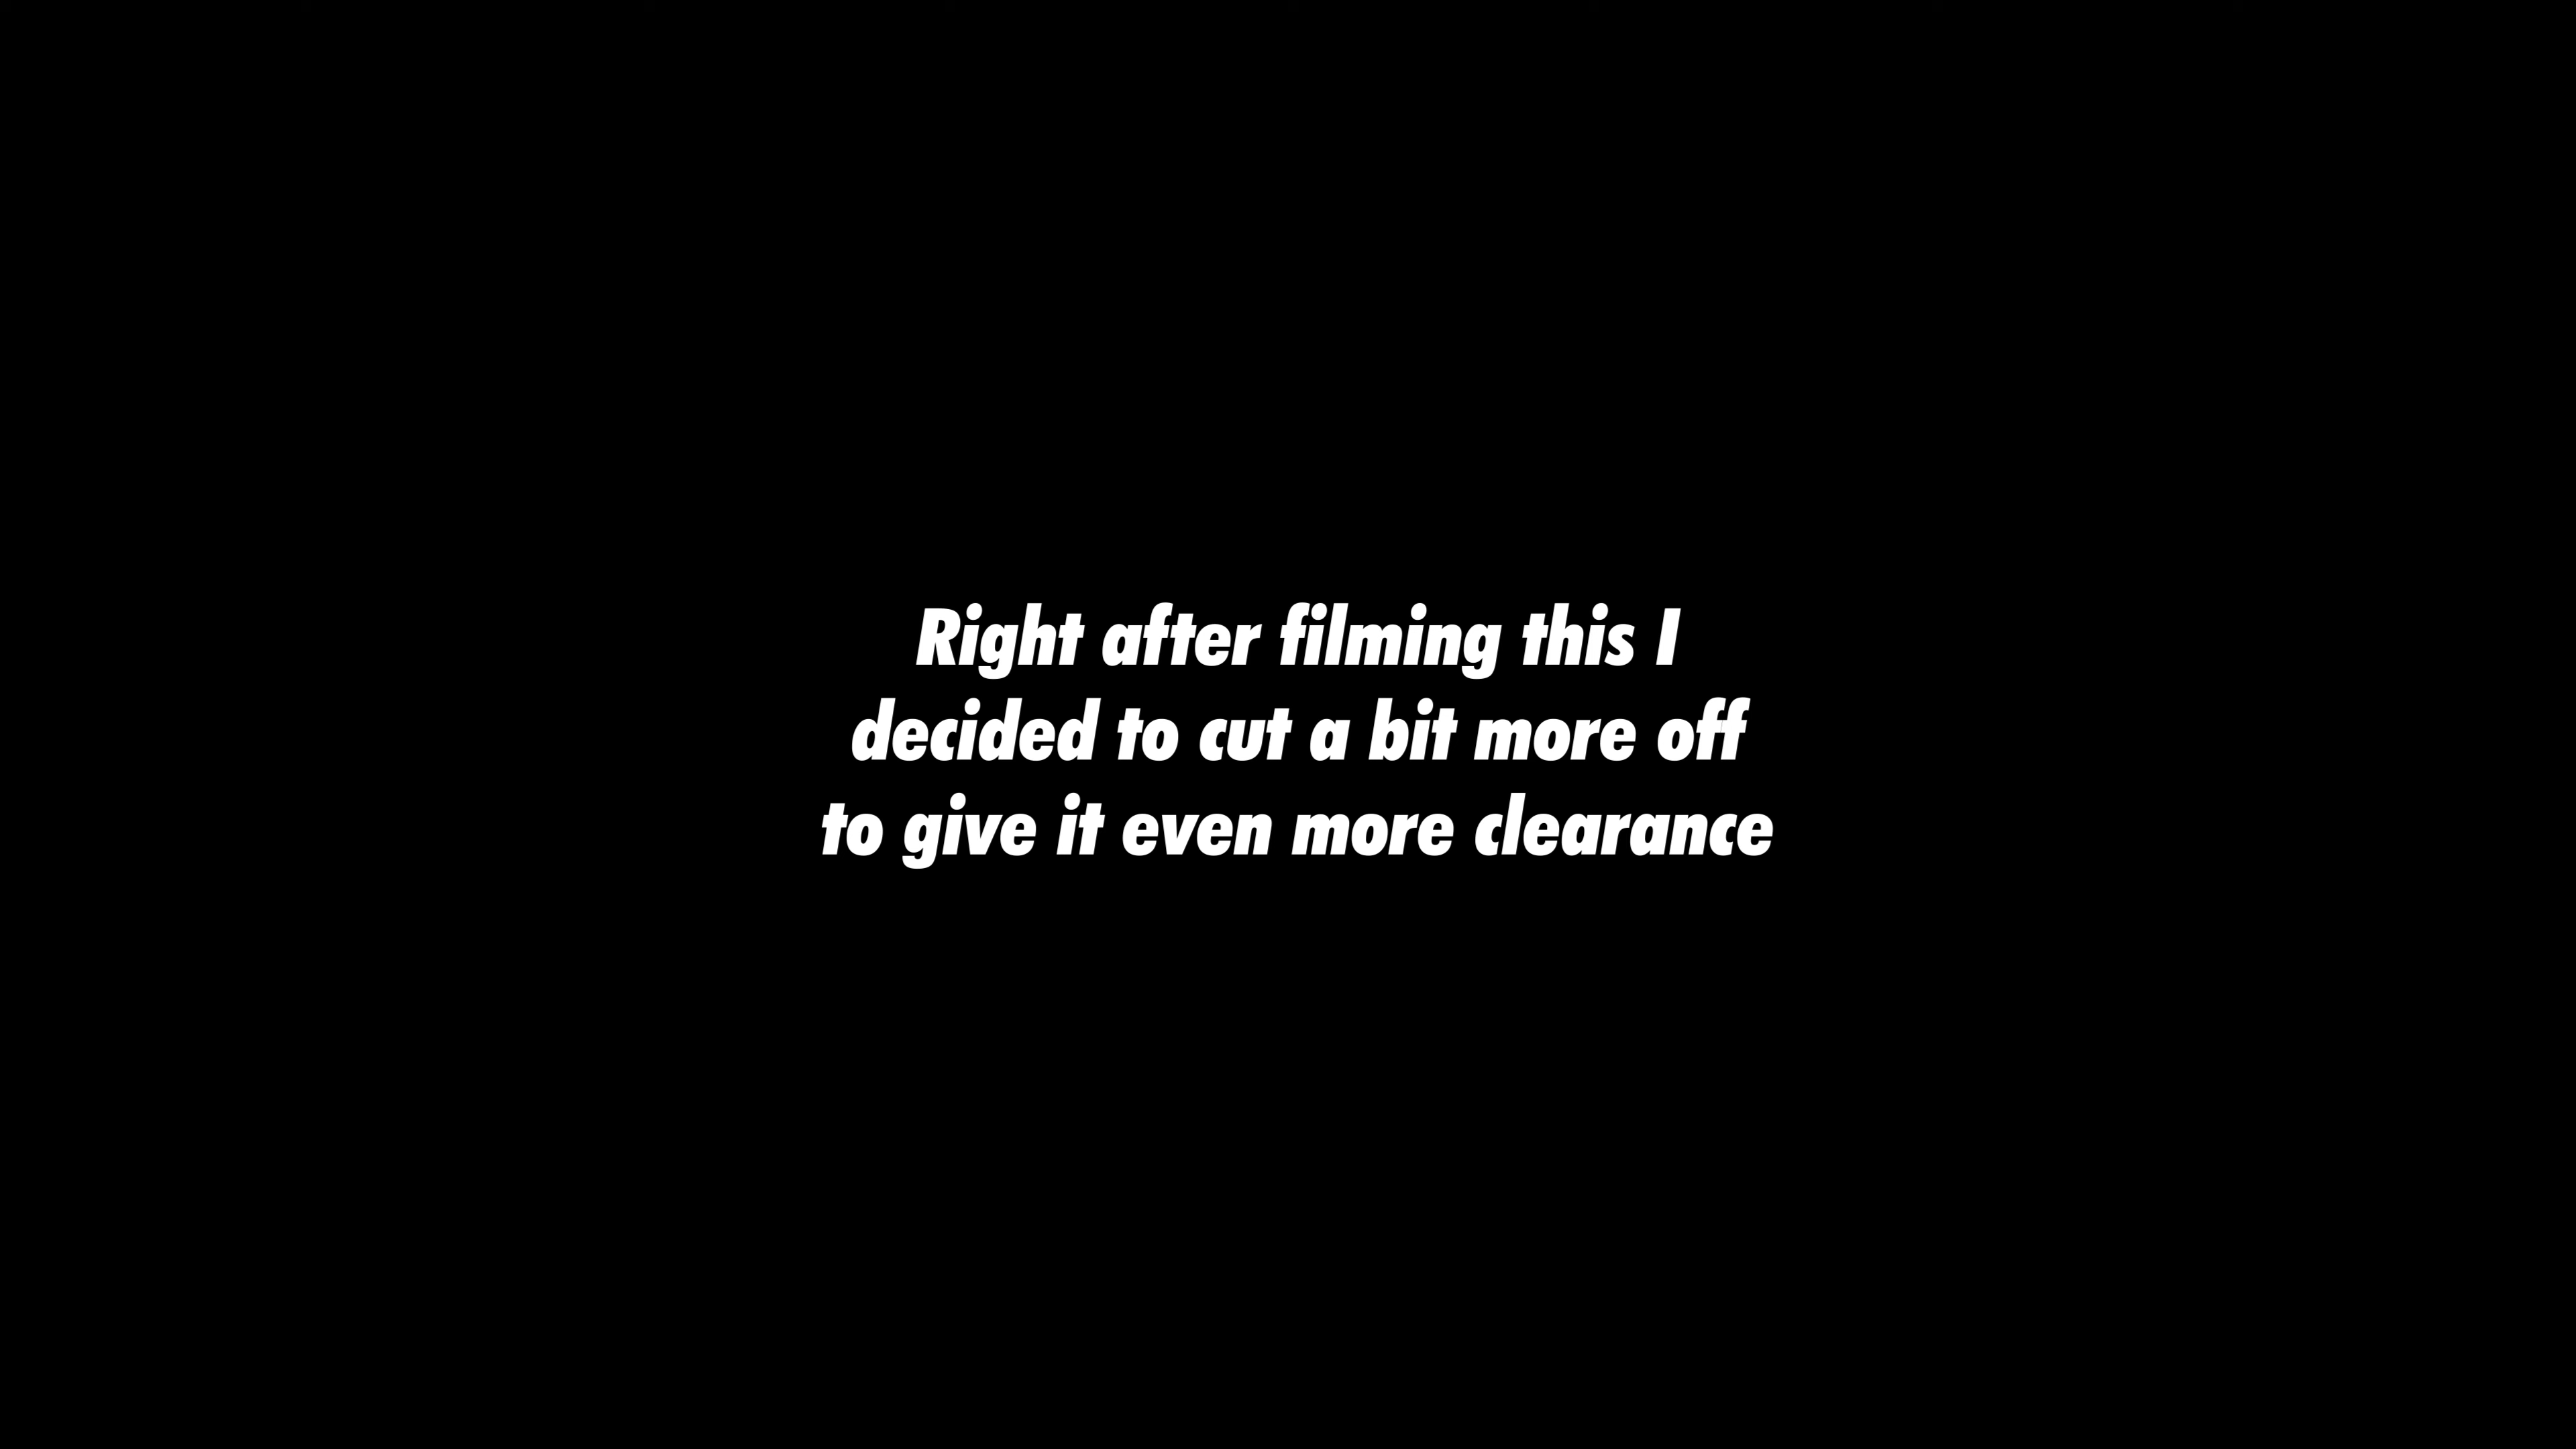 Right after filming this I
decided to cut a bit more off
to give it even more clearance